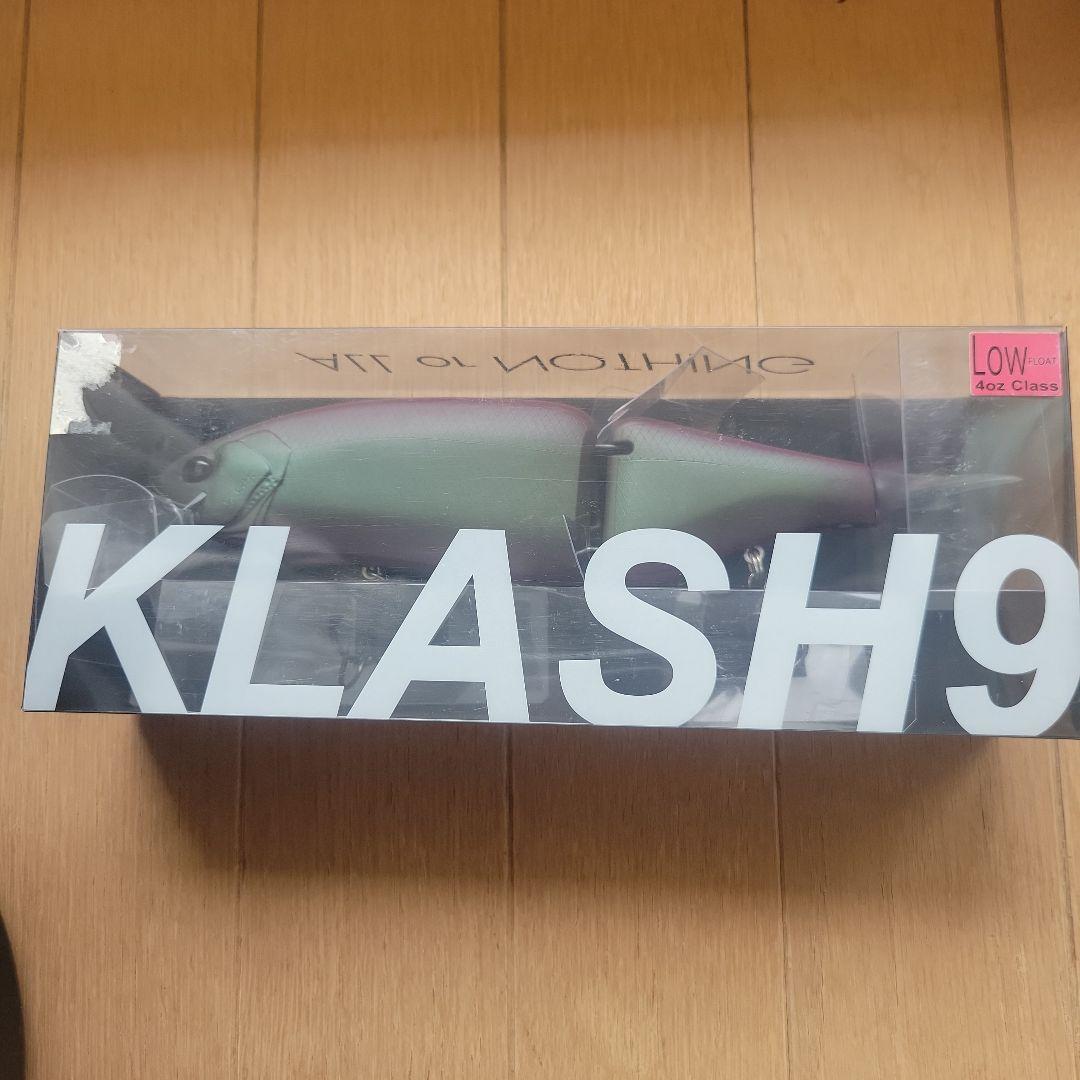 ALL or NOTHING
LOW FLOAT
4oz Class
KLASH9